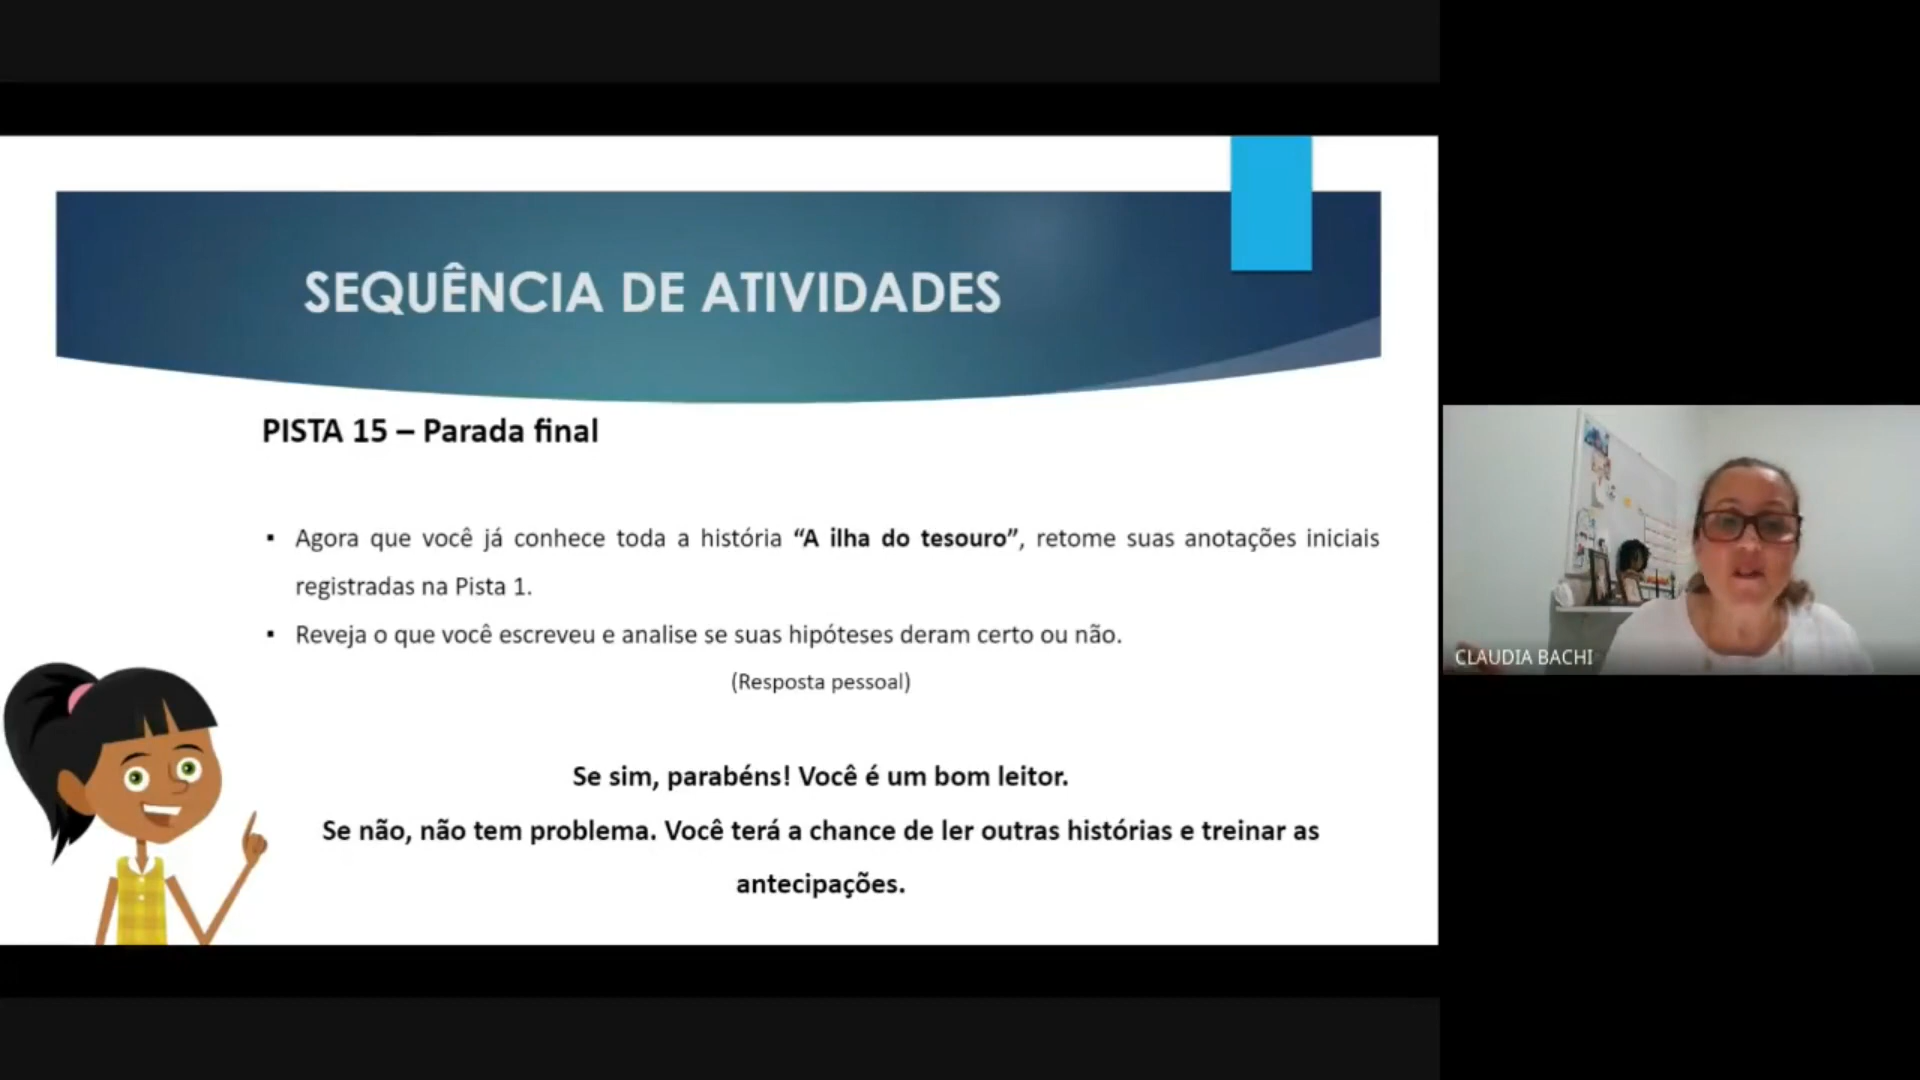 SEQUÊNCIA DE ATIVIDADES
PISTA 15 – Parada final
▪ Agora que você já conhece toda a história “A ilha do tesouro”, retome suas anotações iniciais
registradas na Pista 1.
▪ Reveja o que você escreveu e analise se suas hipóteses deram certo ou não.
(Resposta pessoal)
Se sim, parabéns! Você é um bom leitor.
Se não, não tem problema. Você terá a chance de ler outras histórias e treinar as
antecipações.
CLAUDIA BACHI